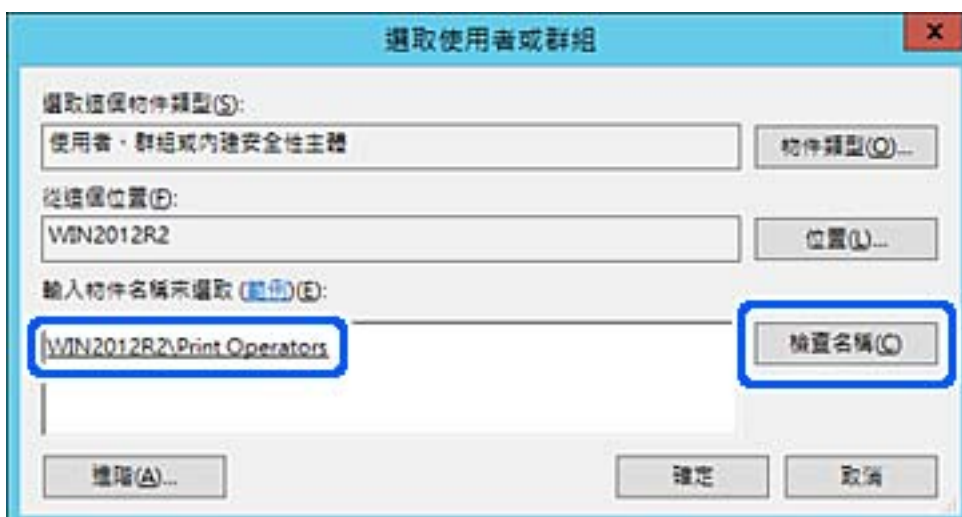 選取使用者或群組
x
選取這個物件類型(S):
使用者、群組或內建安全性主體
物件類型(O)...
從這個位置(F):
WIN2012R2
位置(L)...
輸入物件名稱來選取 (範例)(E):
WIN2012R2\Print Operators
檢查名稱(C)
進階(A)...
確定
取消